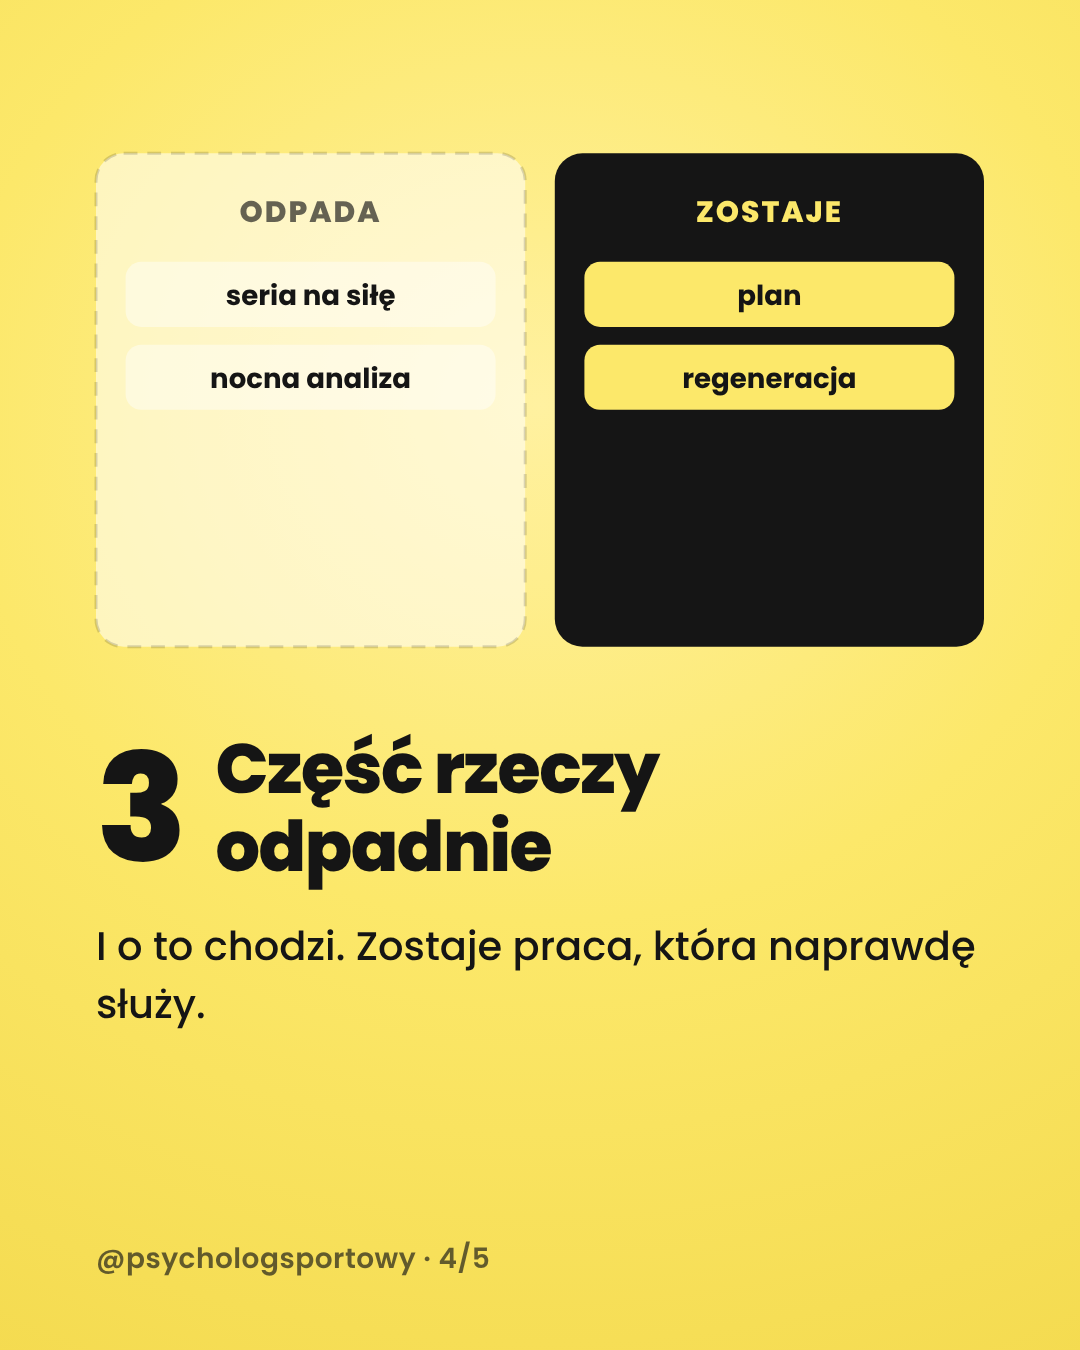 ODPADA
seria na siłę
nocna analiza
ZOSTAJE
plan
regeneracja
3
Część rzeczy
odpadnie
I o to chodzi. Zostaje praca, która naprawdę
służy.
@psychologsportowy · 4/5